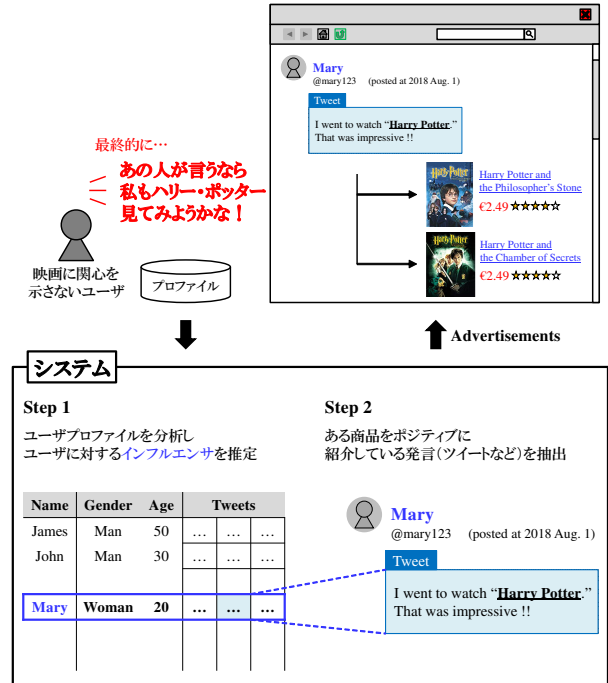 Mary
@mary123 (posted at 2018 Aug. 1)
Tweet
I went to watch “Harry Potter.”
That was impressive !!
Harry Potter
Harry Potter and
the Philosopher’s Stone
€2.49 ☆☆☆☆☆
Harry Potter
Harry Potter and
the Chamber of Secrets
€2.49 ☆☆☆☆☆
最終的に…
あの人が言うなら
私もハリー・ポッター
見てみようかな！
映画に関心を
示さないユーザ
プロファイル
Advertisements
システム
Step 1
ユーザプロファイルを分析し
ユーザに対するインフルエンサを推定
Name Gender Age Tweets
James Man 50 … … …
John Man 30 … … …
Mary Woman 20 … … …
Step 2
ある商品をポジティブに
紹介している発言（ツイートなど）を抽出
Mary
@mary123 (posted at 2018 Aug. 1)
Tweet
I went to watch “Harry Potter.”
That was impressive !!